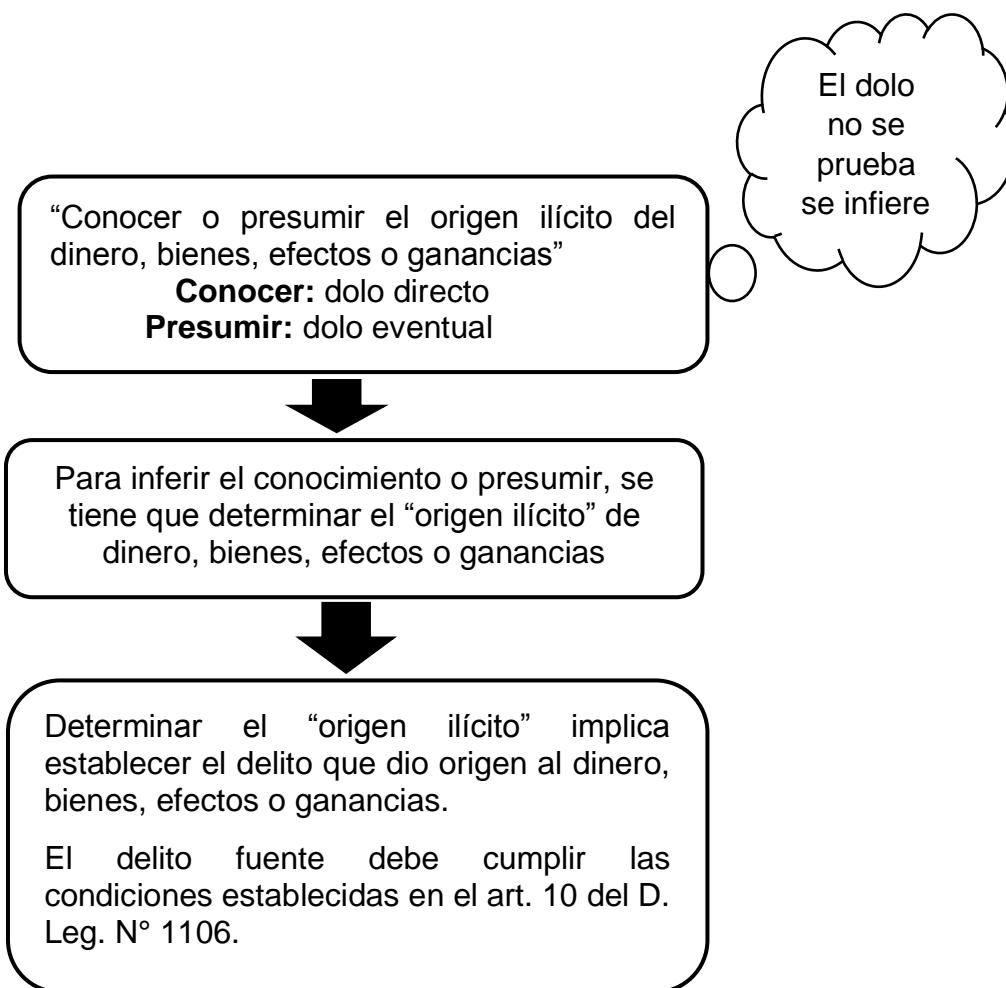 El dolo
no se
prueba
se infiere
“Conocer o presumir el origen ilícito del
dinero, bienes, efectos o ganancias”
Conocer: dolo directo
Presumir: dolo eventual
Para inferir el conocimiento o presumir, se
tiene que determinar el “origen ilícito” de
dinero, bienes, efectos o ganancias
Determinar el “origen ilícito” implica
establecer el delito que dio origen al dinero,
bienes, efectos o ganancias.
El delito fuente debe cumplir las
condiciones establecidas en el art. 10 del D.
Leg. N° 1106.